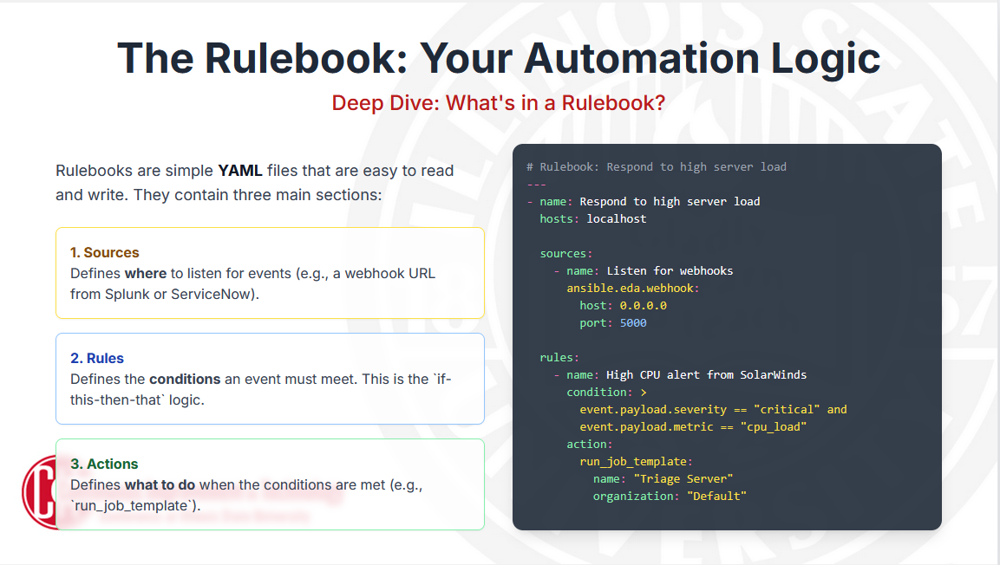 The Rulebook: Your Automation Logic
Deep Dive: What's in a Rulebook?
Rulebooks are simple YAML files that are easy to read
and write. They contain three main sections:
1. Sources
Defines where to listen for events (e.g., a webhook URL
from Splunk or ServiceNow).
2. Rules
Defines the conditions an event must meet. This is the `if-
this-then-that` logic.
3. Actions
Defines what to do when the conditions are met (e.g.,
`run_job_template`).
# Rulebook: Respond to high server load
---
- name: Respond to high server load
  hosts: localhost

  sources:
    - name: Listen for webhooks
      ansible.eda.webhook:
        host: 0.0.0.0
        port: 5000

  rules:
    - name: High CPU alert from SolarWinds
      condition: >
        event.payload.severity == "critical" and
        event.payload.metric == "cpu_load"
      action:
        run_job_template:
          name: "Triage Server"
          organization: "Default"
ILLINOIS STATE